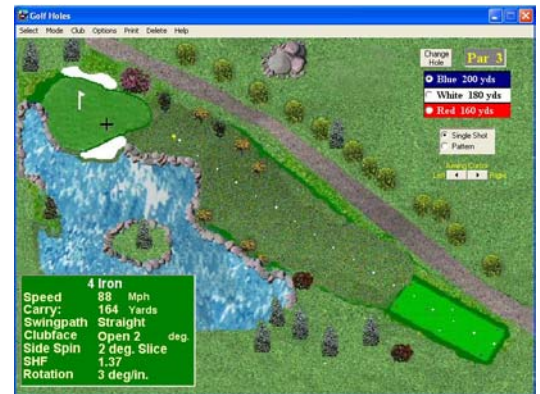 Golf Holes
Select Mode Club Options Print Delete Help
Change Hole
Par 3
Blue 200 yds
White 180 yds
Red 160 yds
Single Shot
Pattern
Aiming Cursor
Left Right
4 Iron
Speed 88 Mph
Carry: 164 Yards
Swingpath Straight
Clubface Open 2 deg.
Side Spin 2 deg. Slice
SHF 1.37
Rotation 3 deg/in.